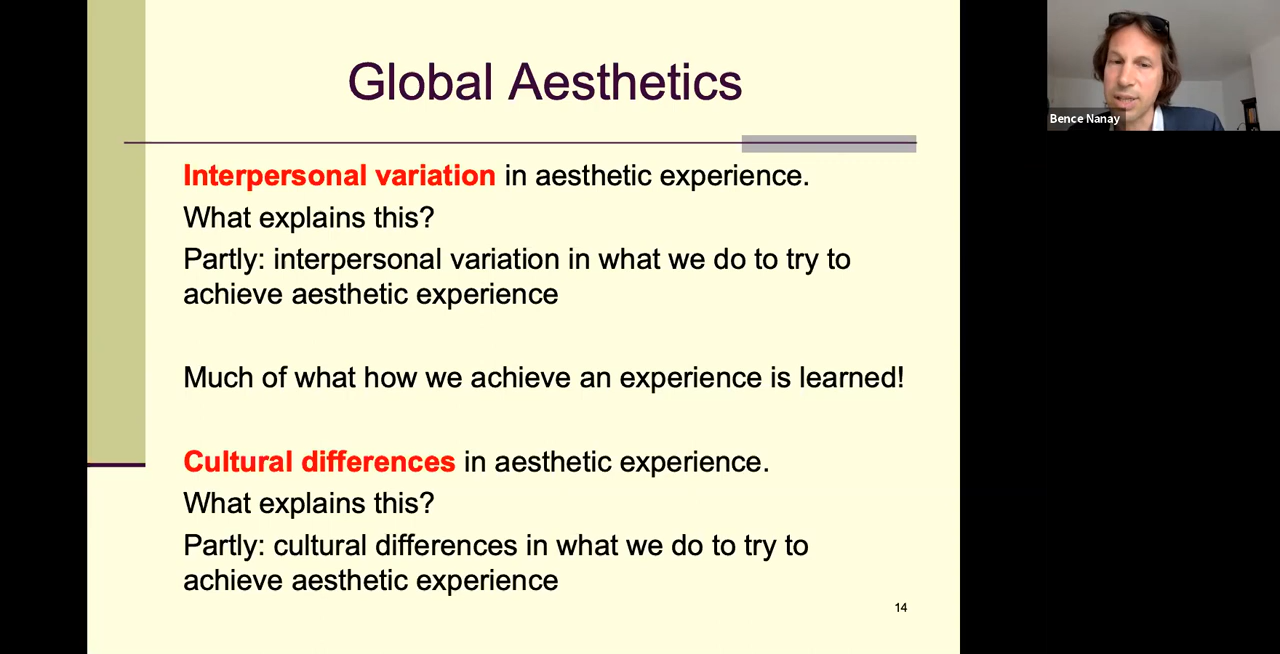 Global Aesthetics
Interpersonal variation in aesthetic experience.
What explains this?
Partly: interpersonal variation in what we do to try to
achieve aesthetic experience
Much of what how we achieve an experience is learned!
Cultural differences in aesthetic experience.
What explains this?
Partly: cultural differences in what we do to try to
achieve aesthetic experience
14
Bence Nanay